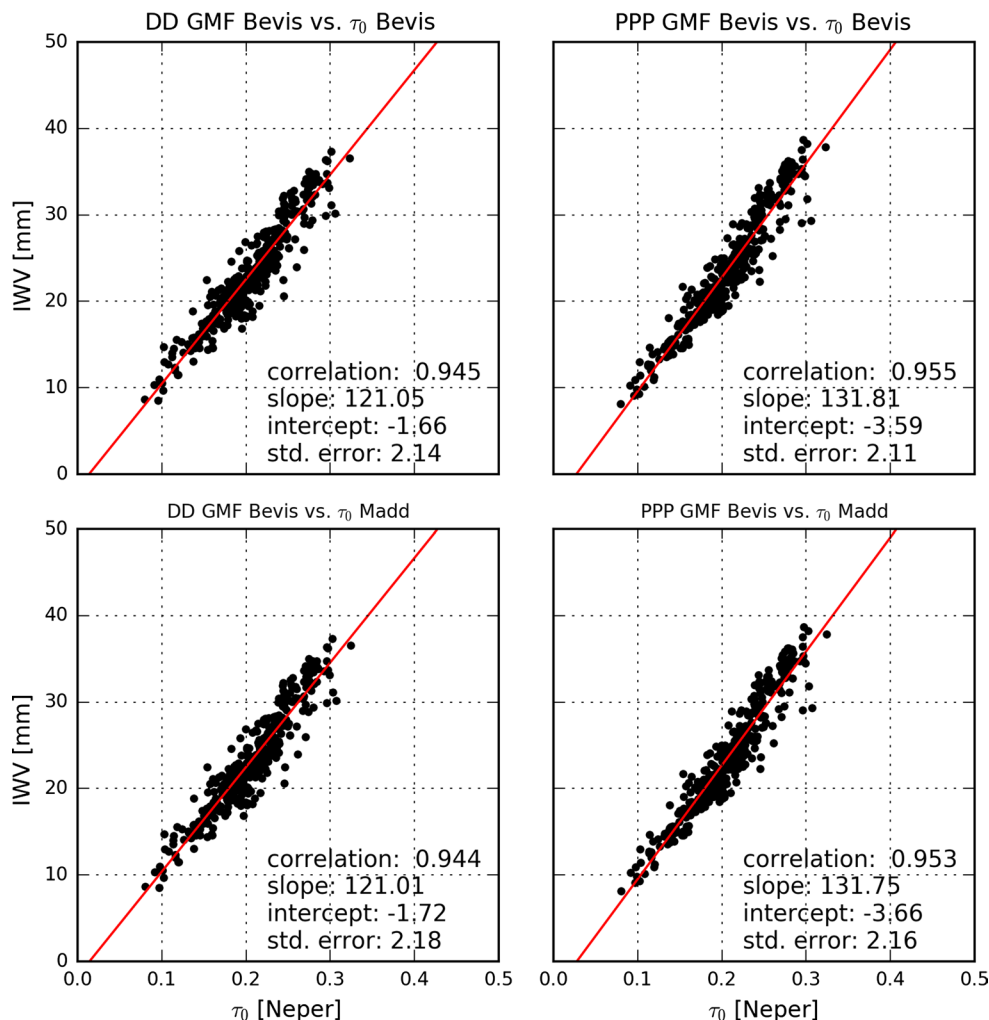 DD GMF Bevis vs. τ0 Bevis
PPP GMF Bevis vs. τ0 Bevis
50
40
30
20
10
0
IWV [mm]
correlation: 0.945
slope: 121.05
intercept: -1.66
std. error: 2.14
correlation: 0.955
slope: 131.81
intercept: -3.59
std. error: 2.11
DD GMF Bevis vs. τ0 Madd
PPP GMF Bevis vs. τ0 Madd
50
40
30
20
10
0
IWV [mm]
correlation: 0.944
slope: 121.01
intercept: -1.72
std. error: 2.18
correlation: 0.953
slope: 131.75
intercept: -3.66
std. error: 2.16
0.0 0.1 0.2 0.3 0.4 0.5
0.0 0.1 0.2 0.3 0.4 0.5
τ0 [Neper]
τ0 [Neper]